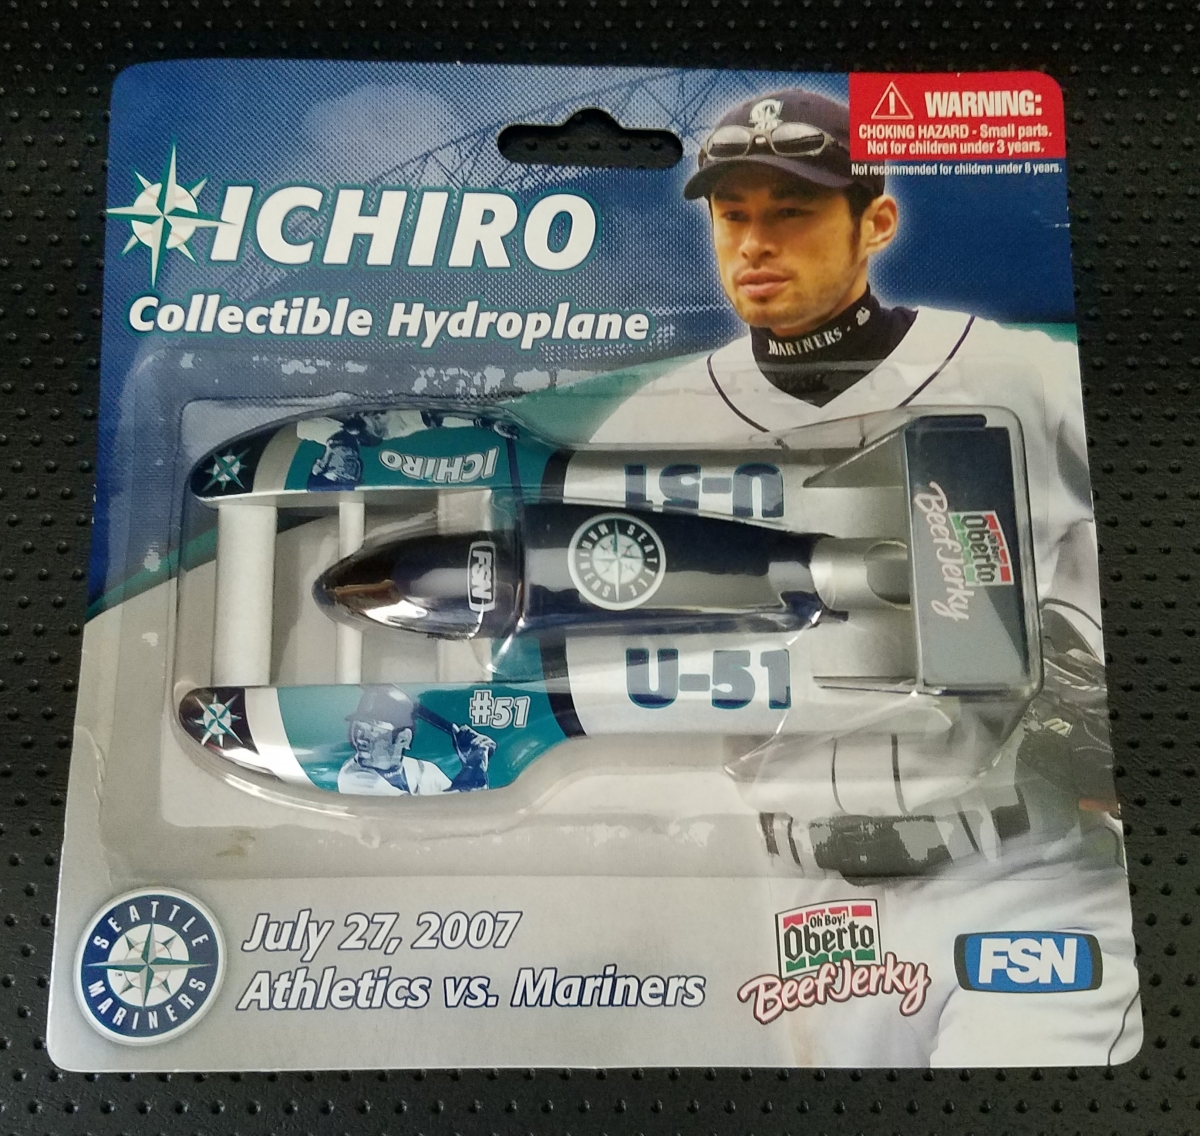 WARNING:
CHOKING HAZARD - Small parts.
Not for children under 3 years.
Not recommended for children under 8 years.
ICHIRO
Collectible Hydroplane
MARINERS
ICHIRO
U-51
FSN
SEATTLE MARINERS
Oh Boy!
Oberto
Beef Jerky
U-51
#51
SEATTLE MARINERS
July 27, 2007
Athletics vs. Mariners
Oh Boy!
Oberto
Beef Jerky
FSN